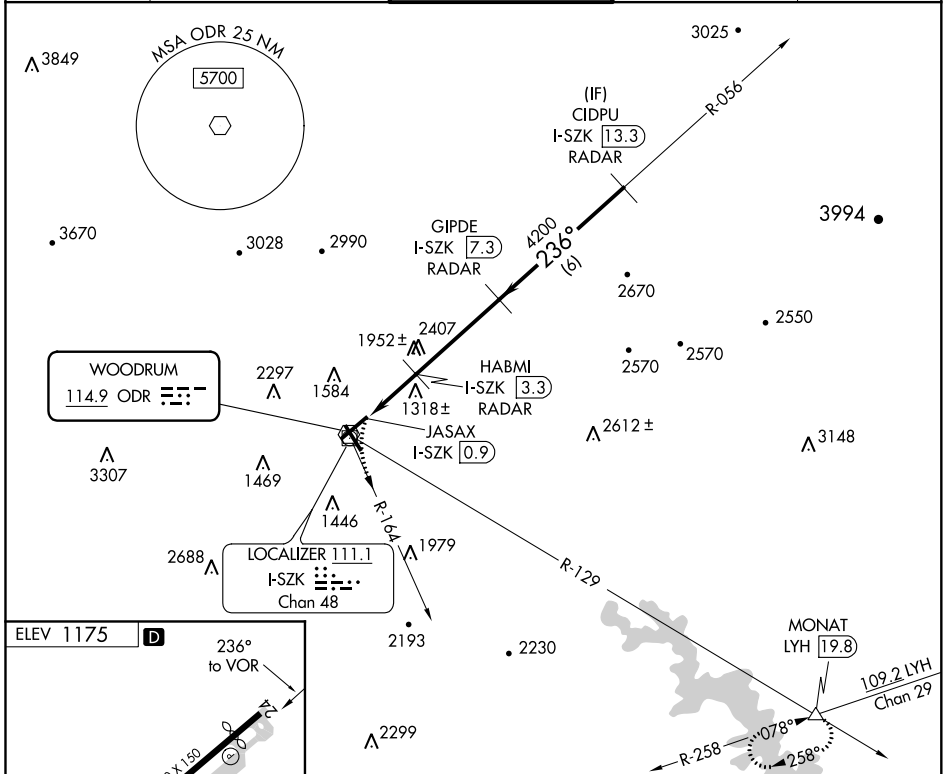 MSA ODR 25 NM
5700
3849
3025
R-056
(IF)
CIDPU
I-SZK 13.3
RADAR
3994
GIPDE
I-SZK 7.3
RADAR
4200
236°
(6)
3670
3028
2990
2670
2550
2570
2570
1952 ±
2407
WOODRUM
114.9 ODR
2297
1584
HABMI
I-SZK 3.3
RADAR
1318 ±
JASAX
I-SZK 0.9
2612 ±
3148
3307
1469
1446
R-164
1979
2688
LOCALIZER 111.1
I-SZK
Chan 48
R-129
2193
2230
MONAT
LYH 19.8
109.2 LYH
Chan 29
078°
R-258
258°
2299
ELEV 1175 D
236°
to VOR
24
X 150
P